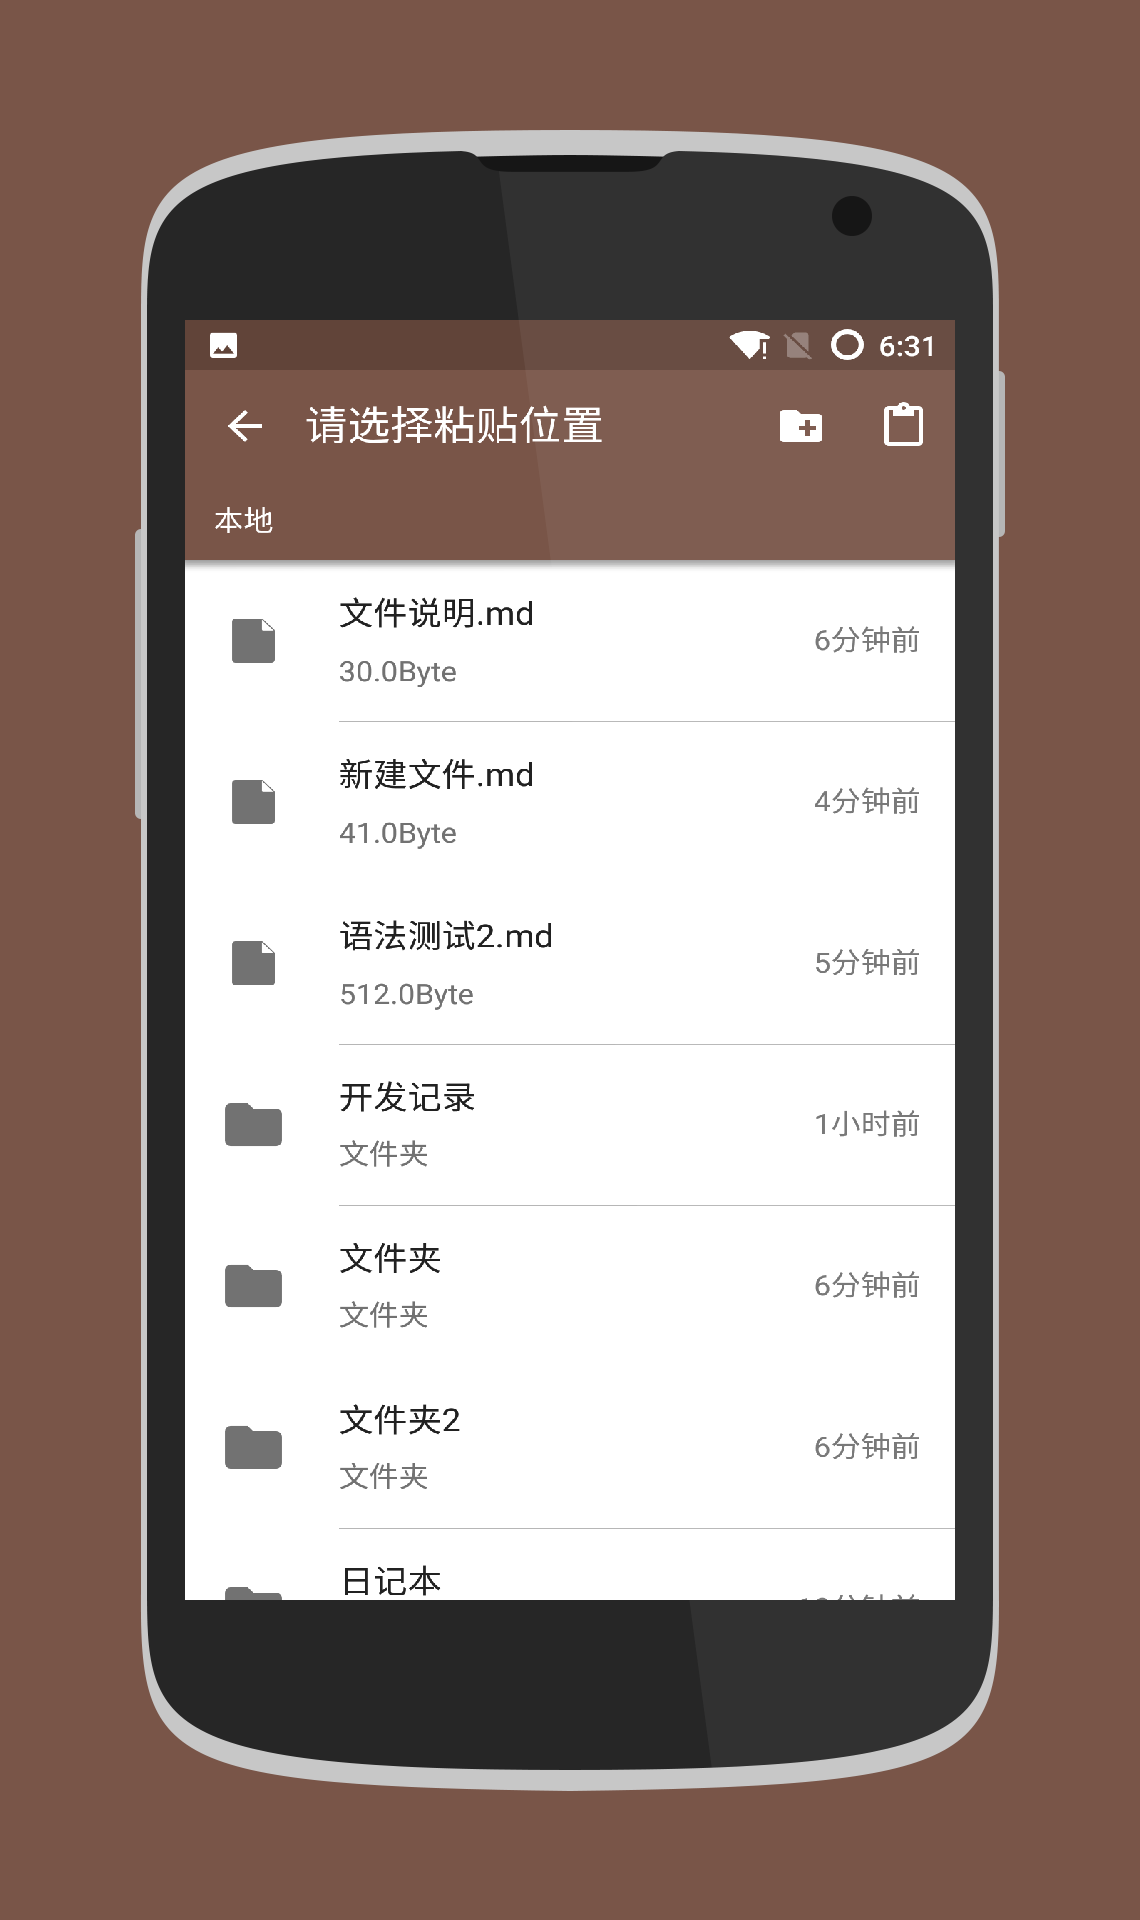 6:31
请选择粘贴位置
本地
文件说明.md
6分钟前
30.0Byte
新建文件.md
4分钟前
41.0Byte
语法测试2.md
5分钟前
512.0Byte
开发记录
1小时前
文件夹
文件夹
6分钟前
文件夹
文件夹2
6分钟前
文件夹
日记本